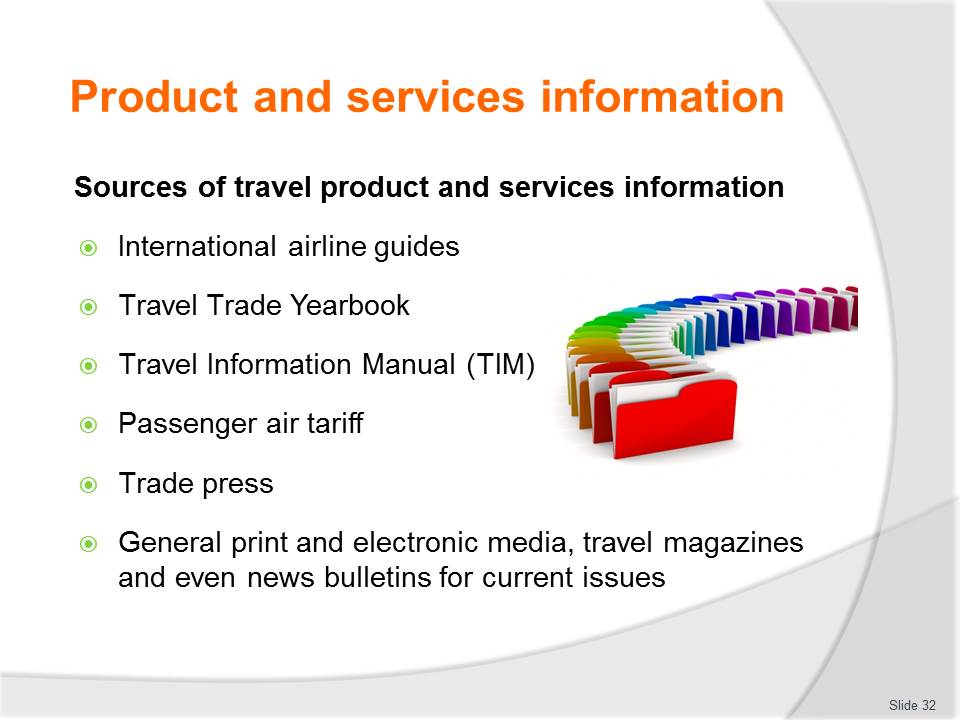 Product and services information
Sources of travel product and services information
International airline guides
Travel Trade Yearbook
Travel Information Manual (TIM)
Passenger air tariff
Trade press
General print and electronic media, travel magazines
and even news bulletins for current issues
Slide 32